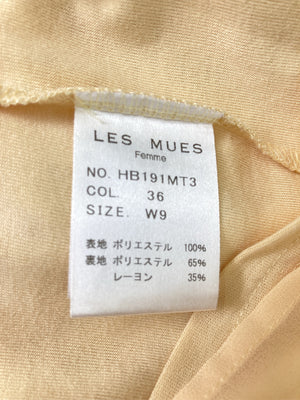 LES MUES
Femme
NO. HB191MT3
COL. 36
SIZE. W9
表地 ポリエステル 100%
裏地 ポリエステル 65%
レーヨン 35%